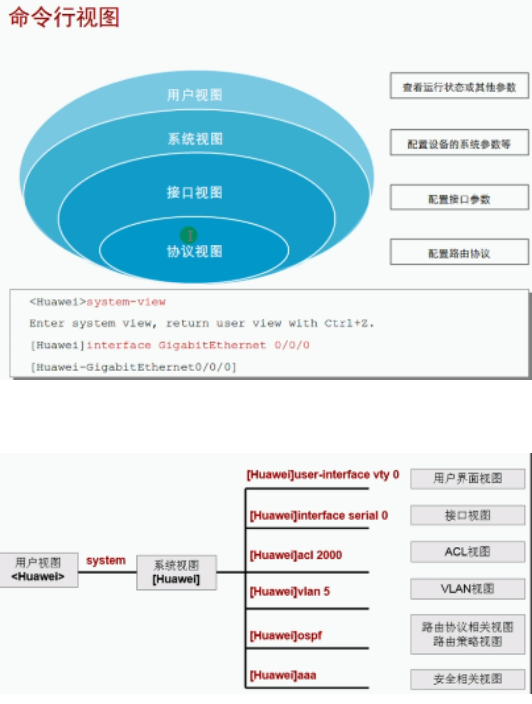 命令行视图
用户视图
查看运行状态或其他参数
系统视图
配置设备的系统参数等
接口视图
配置接口参数
协议视图
配置路由协议
<Huawei>system-view
Enter system view, return user view with Ctrl+Z.
[Huawei]interface GigabitEthernet 0/0/0
[Huawei-GigabitEthernet0/0/0]
[Huawei]user-interface vty 0
用户界面视图
[Huawei]interface serial 0
接口视图
用户视图
<Huawei>
system
系统视图
[Huawei]
[Huawei]acl 2000
ACL视图
[Huawei]vlan 5
VLAN视图
[Huawei]ospf
路由协议相关视图
路由策略视图
[Huawei]aaa
安全相关视图